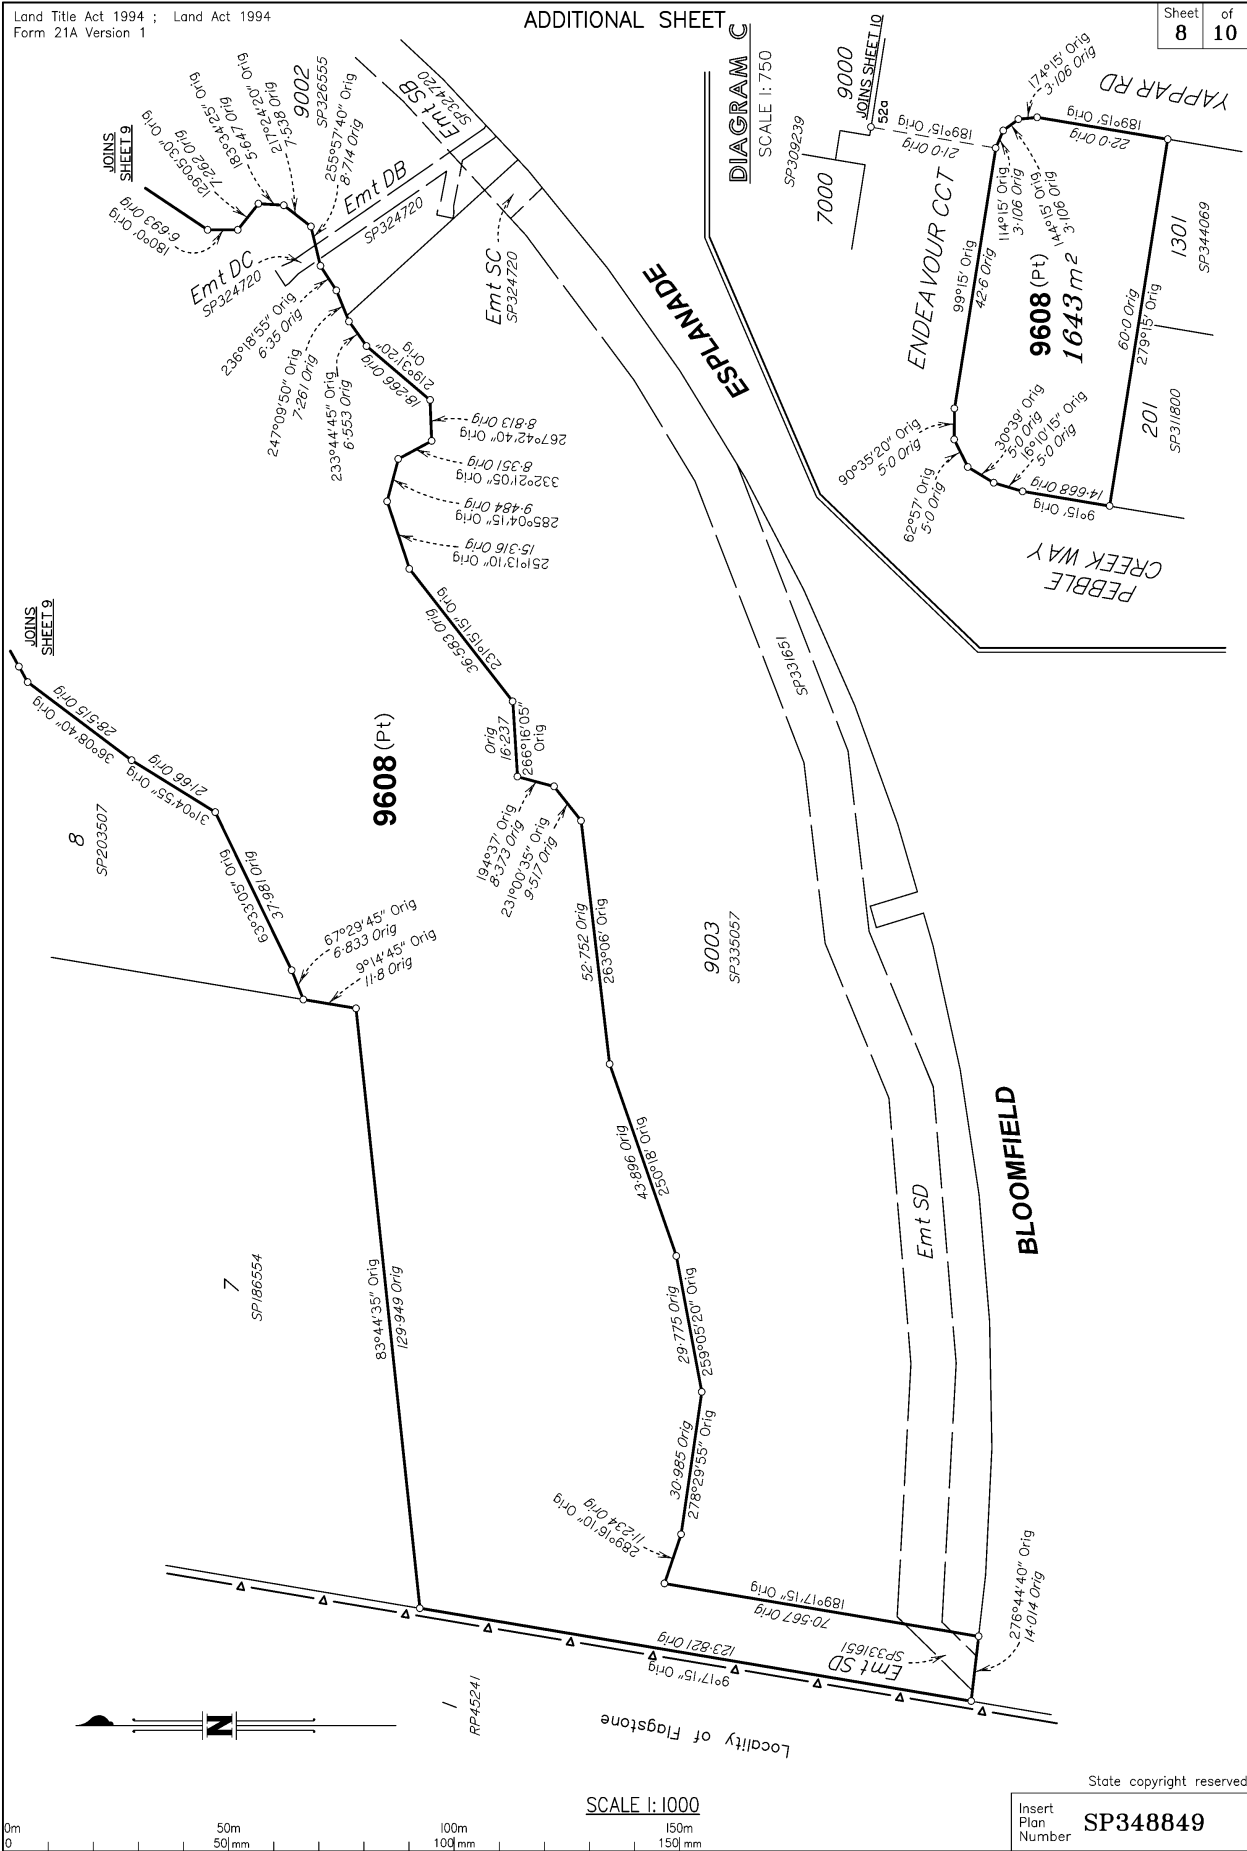 Land Title Act 1994 ; Land Act 1994
Form 21A Version 1
ADDITIONAL SHEET
Sheet of
8 10
JOINS
SHEET 9
180°0' Orig
6·693 Orig
129°05'30" Orig
7·262 Orig
183°34'25" Orig
5·647 Orig
217°24'20" Orig
7·538 Orig
9002
SP326555
255°57'40" Orig
8·714 Orig
Emt SB
SP324720
Emt DB
SP324720
Emt DC
SP324720
Emt SC
SP324720
236°18'55" Orig
6·35 Orig
247°09'50" Orig
7·261 Orig
233°44'45" Orig
6·553 Orig
219°31'20"
Orig
18·266 Orig
267°42'40" Orig
8·813 Orig
332°21'05" Orig
8·351 Orig
285°04'15" Orig
9·484 Orig
251°13'10" Orig
15·316 Orig
231°15'15" Orig
36·583 Orig
Orig
16·237
266°16'05"
Orig
194°37' Orig
8·373 Orig
231°00'35" Orig
9·517 Orig
52·752 Orig
263°06' Orig
43·896 Orig
250°18' Orig
29·775 Orig
259°05'20" Orig
30·985 Orig
278°29'55" Orig
289°16'10" Orig
11·234 Orig
189°17'15" Orig
70·567 Orig
276°44'40" Orig
14·014 Orig
Emt SD
SP331651
123·821 Orig
9°17'15" Orig
Locality of Flagstone
1
RP45241
83°44'35" Orig
129·949 Orig
7
SP186554
9°14'45" Orig
11·8 Orig
67°29'45" Orig
6·833 Orig
63°33'05" Orig
37·981 Orig
31°04'55" Orig
21·66 Orig
36°08'40" Orig
28·515 Orig
JOINS
SHEET 9
8
SP203507
9608 (Pt)
9003
SP335057
SP331651
Emt SD
BLOOMFIELD
ESPLANADE
DIAGRAM C
SCALE 1:750
9000
JOINS SHEET 10
52a
SP309239
7000
189°15' Orig
21·0 Orig
174°15' Orig
3·106 Orig
YAPPAR RD
189°15' Orig
22·0 Orig
114°15' Orig
3·106 Orig
144°15' Orig
3·106 Orig
ENDEAVOUR CCT
99°15' Orig
42·6 Orig
9608 (Pt)
1643 m2
60·0 Orig
279°15' Orig
1301
SP344069
201
SP311800
90°35'20" Orig
5·0 Orig
62°57' Orig
5·0 Orig
30°39' Orig
5·0 Orig
16°10'15" Orig
5·0 Orig
14·668 Orig
9°15' Orig
PEBBLE
CREEK WAY
N
SCALE 1:1000
0m 50m 100m 150m
0 50mm 100mm 150mm
State copyright reserved
Insert
Plan
Number
SP348849